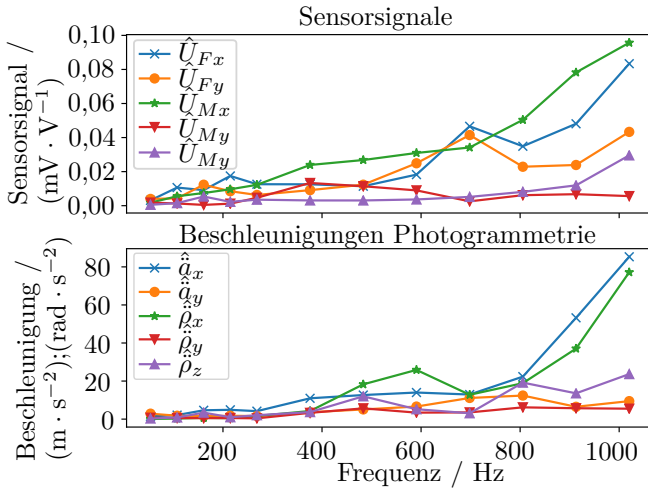 Sensorsignale
Sensorsignal /
(mV · V⁻¹)
0,10
0,08
0,06
0,04
0,02
0,00
Û_Fx
Û_Fy
Û_Mx
Û_My
Û_My
Beschleunigungen Photogrammetrie
Beschleunigung /
(m · s⁻²);(rad · s⁻²)
80
60
40
20
0
â̈_x
â̈_y
ρ̂̈_x
ρ̂̈_y
ρ̂̈_z
200 400 600 800 1000
Frequenz / Hz